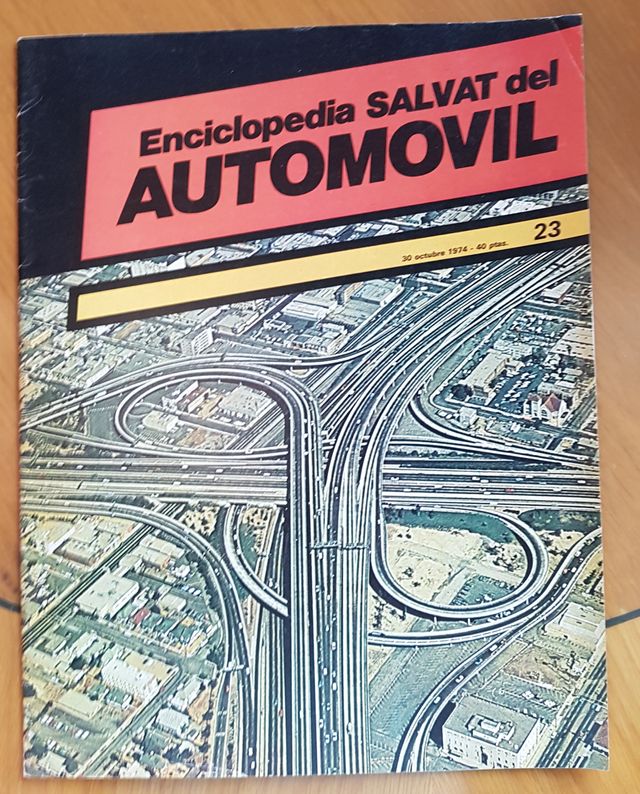 Enciclopedia SALVAT del
AUTOMOVIL
30 octubre 1974 - 40 ptas. 23